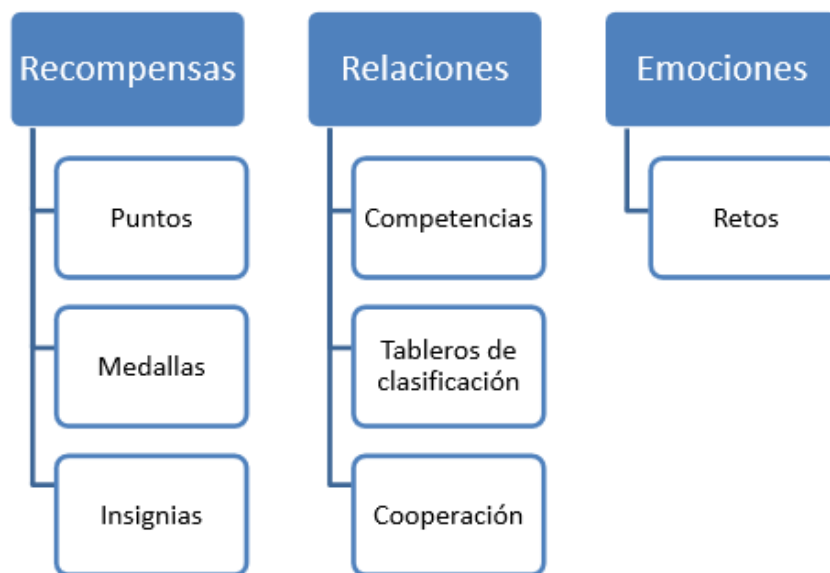 Recompensas
Puntos
Medallas
Insignias
Relaciones
Competencias
Tableros de
clasificación
Cooperación
Emociones
Retos